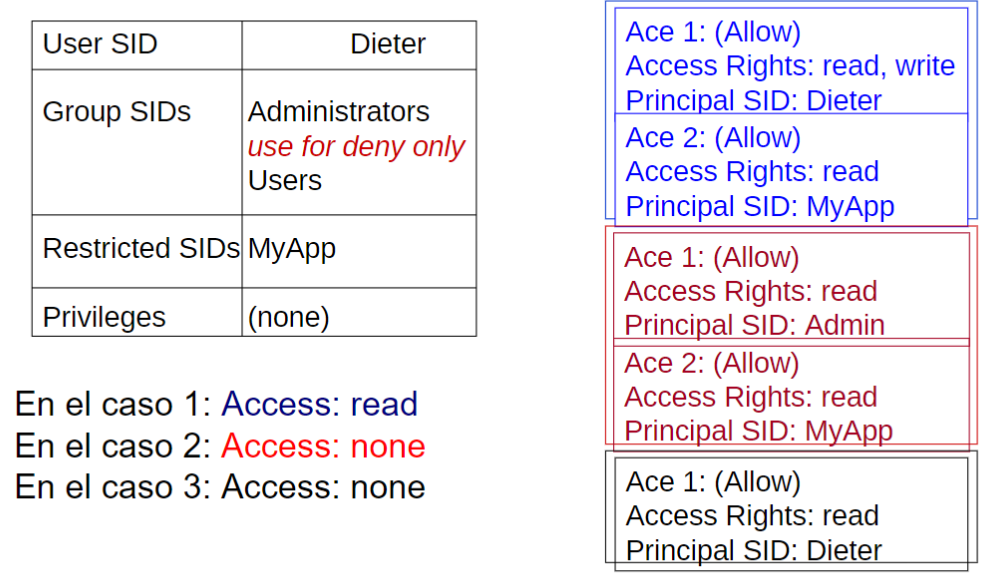 User SID Dieter
Group SIDs Administrators
use for deny only
Users
Restricted SIDs MyApp
Privileges (none)
En el caso 1: Access: read
En el caso 2: Access: none
En el caso 3: Access: none
Ace 1: (Allow)
Access Rights: read, write
Principal SID: Dieter
Ace 2: (Allow)
Access Rights: read
Principal SID: MyApp
Ace 1: (Allow)
Access Rights: read
Principal SID: Admin
Ace 2: (Allow)
Access Rights: read
Principal SID: MyApp
Ace 1: (Allow)
Access Rights: read
Principal SID: Dieter